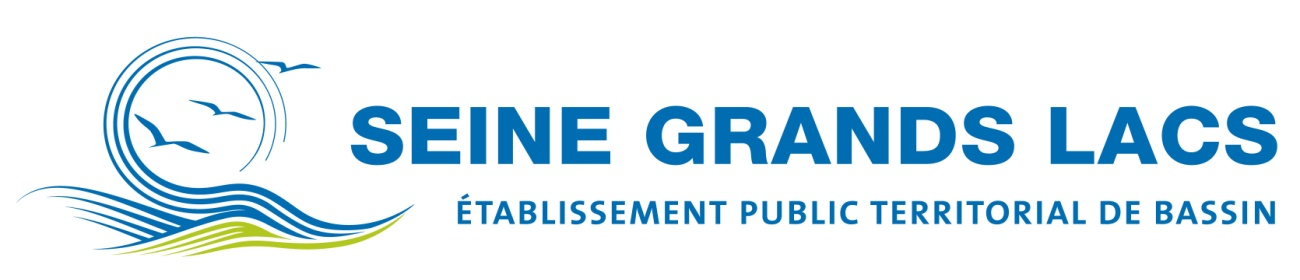 SEINE GRANDS LACS
ÉTABLISSEMENT PUBLIC TERRITORIAL DE BASSIN